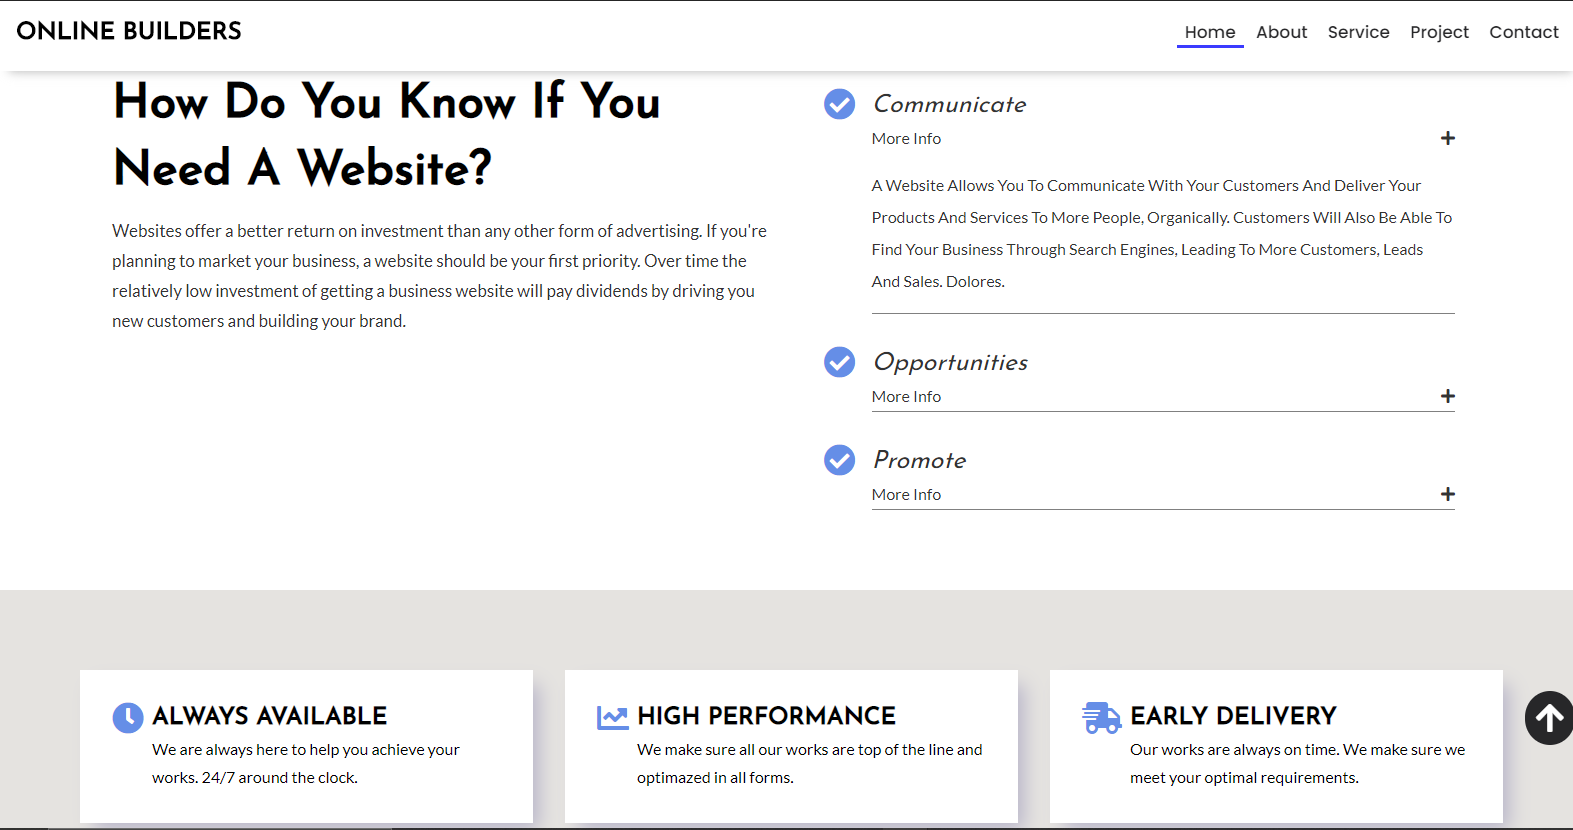 ONLINE BUILDERS
Home About Service Project Contact
How Do You Know If You
Need A Website?
Websites offer a better return on investment than any other form of advertising. If you're
planning to market your business, a website should be your first priority. Over time the
relatively low investment of getting a business website will pay dividends by driving you
new customers and building your brand.
Communicate
More Info
A Website Allows You To Communicate With Your Customers And Deliver Your
Products And Services To More People, Organically. Customers Will Also Be Able To
Find Your Business Through Search Engines, Leading To More Customers, Leads
And Sales. Dolores.
Opportunities
More Info
Promote
More Info
ALWAYS AVAILABLE
We are always here to help you achieve your
works. 24/7 around the clock.
HIGH PERFORMANCE
We make sure all our works are top of the line and
optimazed in all forms.
EARLY DELIVERY
Our works are always on time. We make sure we
meet your optimal requirements.